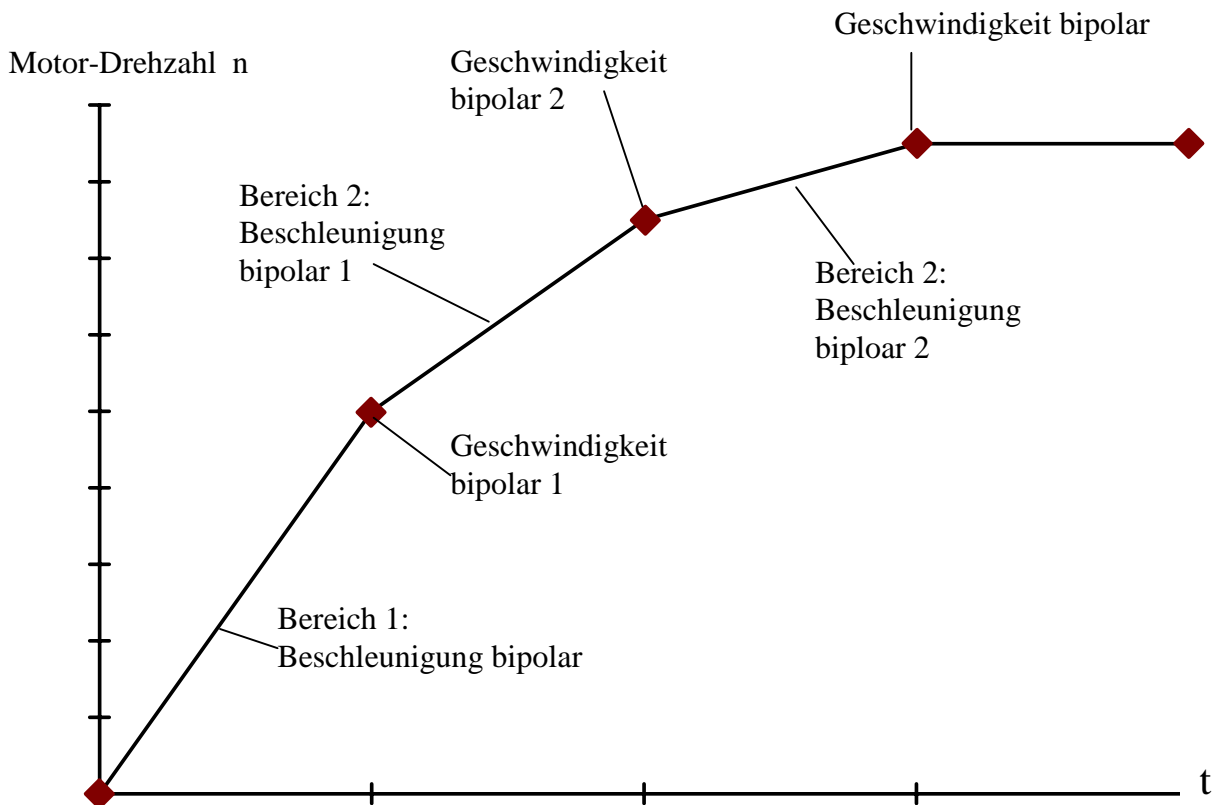 Geschwindigkeit bipolar
Motor-Drehzahl n
Geschwindigkeit
bipolar 2
Bereich 2:
Beschleunigung
bipolar 1
Bereich 2:
Beschleunigung
biploar 2
Geschwindigkeit
bipolar 1
Bereich 1:
Beschleunigung bipolar
t